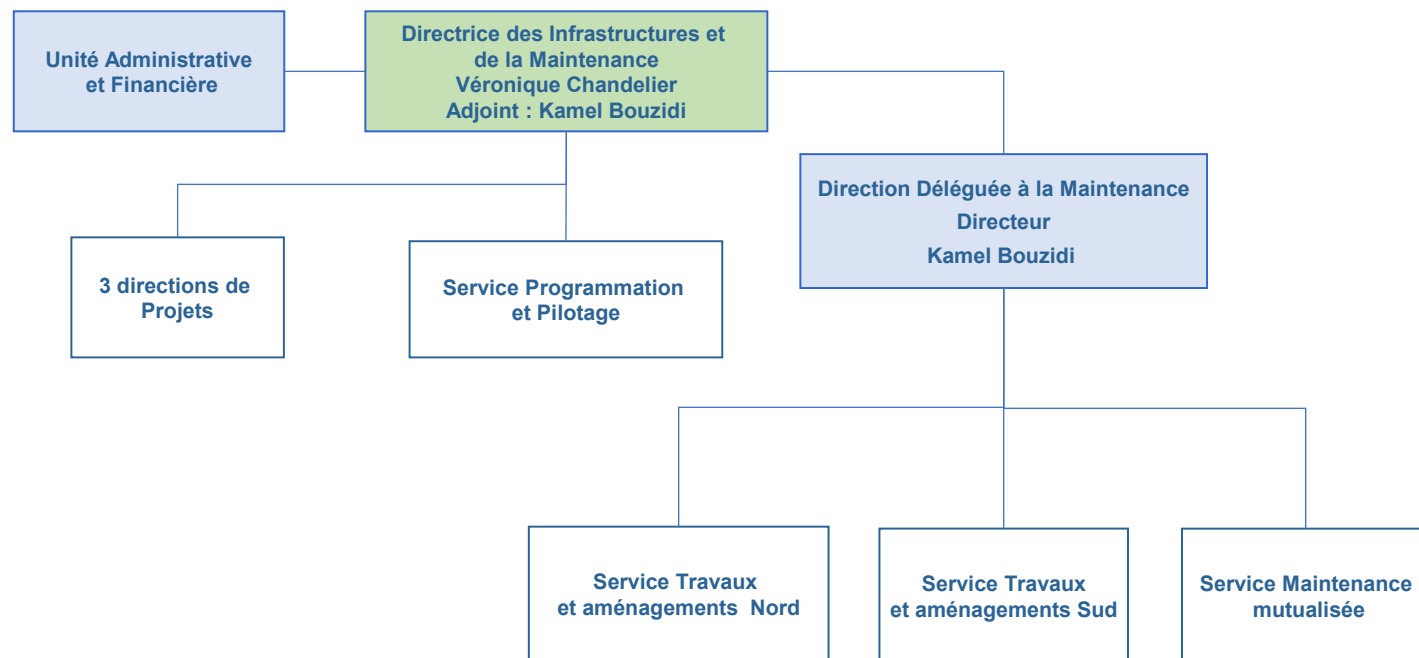 Unité Administrative
et Financière
Directrice des Infrastructures et
de la Maintenance
Véronique Chandelier
Adjoint : Kamel Bouzidi
Direction Déléguée à la Maintenance
Directeur
Kamel Bouzidi
3 directions de
Projets
Service Programmation
et Pilotage
Service Travaux
et aménagements  Nord
Service Travaux
et aménagements Sud
Service Maintenance
mutualisée